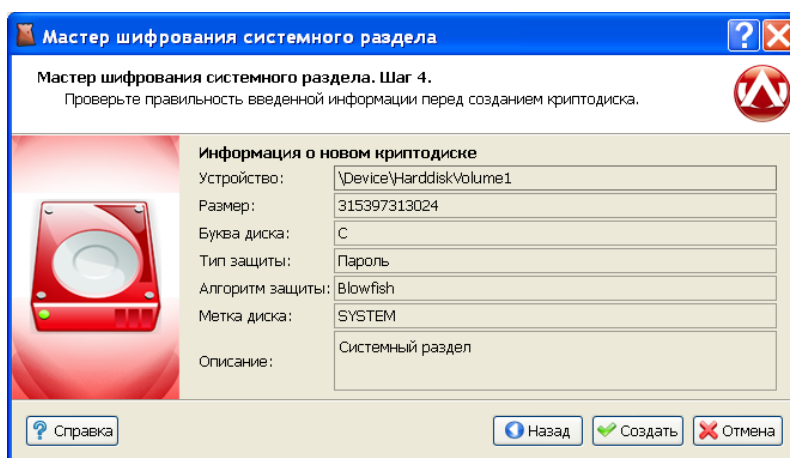 Мастер шифрования системного раздела
Мастер шифрования системного раздела. Шаг 4.
Проверьте правильность введенной информации перед созданием криптодиска.
Информация о новом криптодиске
Устройство: \Device\HarddiskVolume1
Размер: 315397313024
Буква диска: C
Тип защиты: Пароль
Алгоритм защиты: Blowfish
Метка диска: SYSTEM
Описание: Системный раздел
Справка Назад Создать Отмена